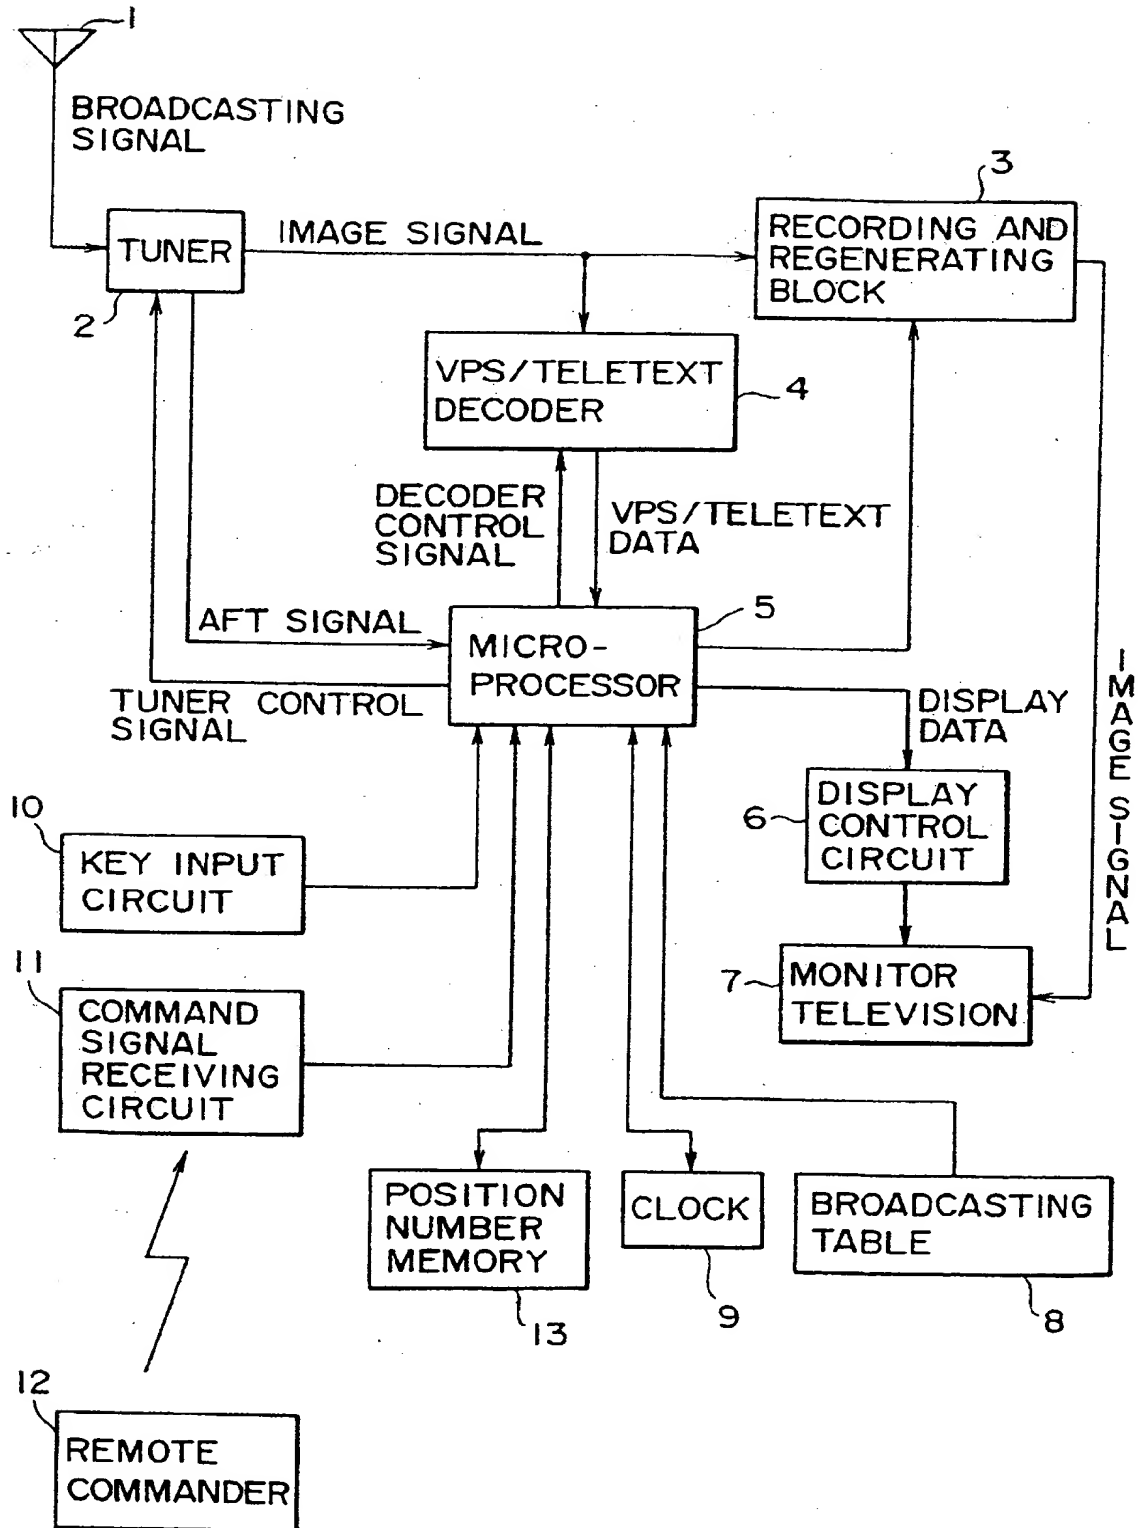 1
BROADCASTING
SIGNAL
3
TUNER
IMAGE SIGNAL
RECORDING AND
REGENERATING
BLOCK
2
VPS/TELETEXT
DECODER
4
DECODER
CONTROL
SIGNAL
VPS/TELETEXT
DATA
AFT SIGNAL
5
MICRO-
PROCESSOR
TUNER CONTROL
SIGNAL
DISPLAY
DATA
IMAGE SIGNAL
10
KEY INPUT
CIRCUIT
6
DISPLAY
CONTROL
CIRCUIT
11
COMMAND
SIGNAL
RECEIVING
CIRCUIT
7
MONITOR
TELEVISION
POSITION
NUMBER
MEMORY
13
CLOCK
9
BROADCASTING
TABLE
8
12
REMOTE
COMMANDER